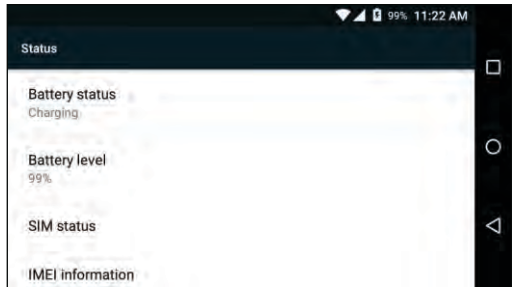 99% 11:22 AM
Status
Battery status
Charging
Battery level
99%
SIM status
IMEI information